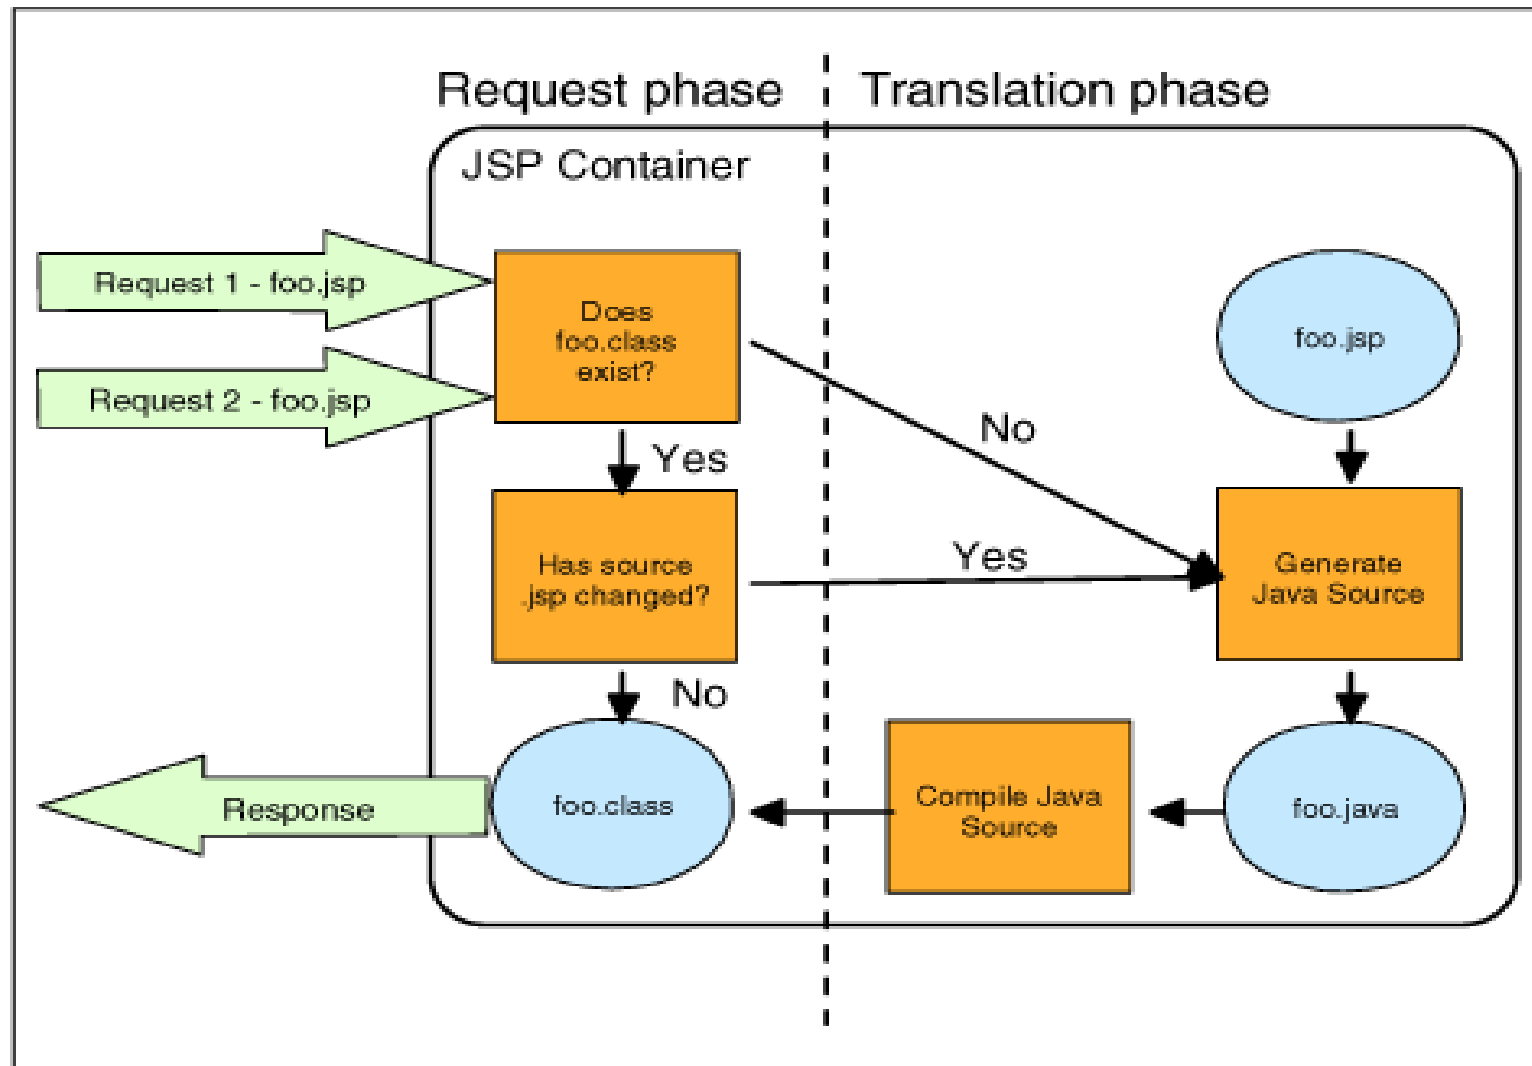 Request phase
Translation phase
JSP Container
Request 1 - foo.jsp
Request 2 - foo.jsp
Does
foo.class
exist?
foo.jsp
No
Yes
Has source
.jsp changed?
Yes
Generate
Java Source
No
Response
foo.class
Compile Java
Source
foo.java